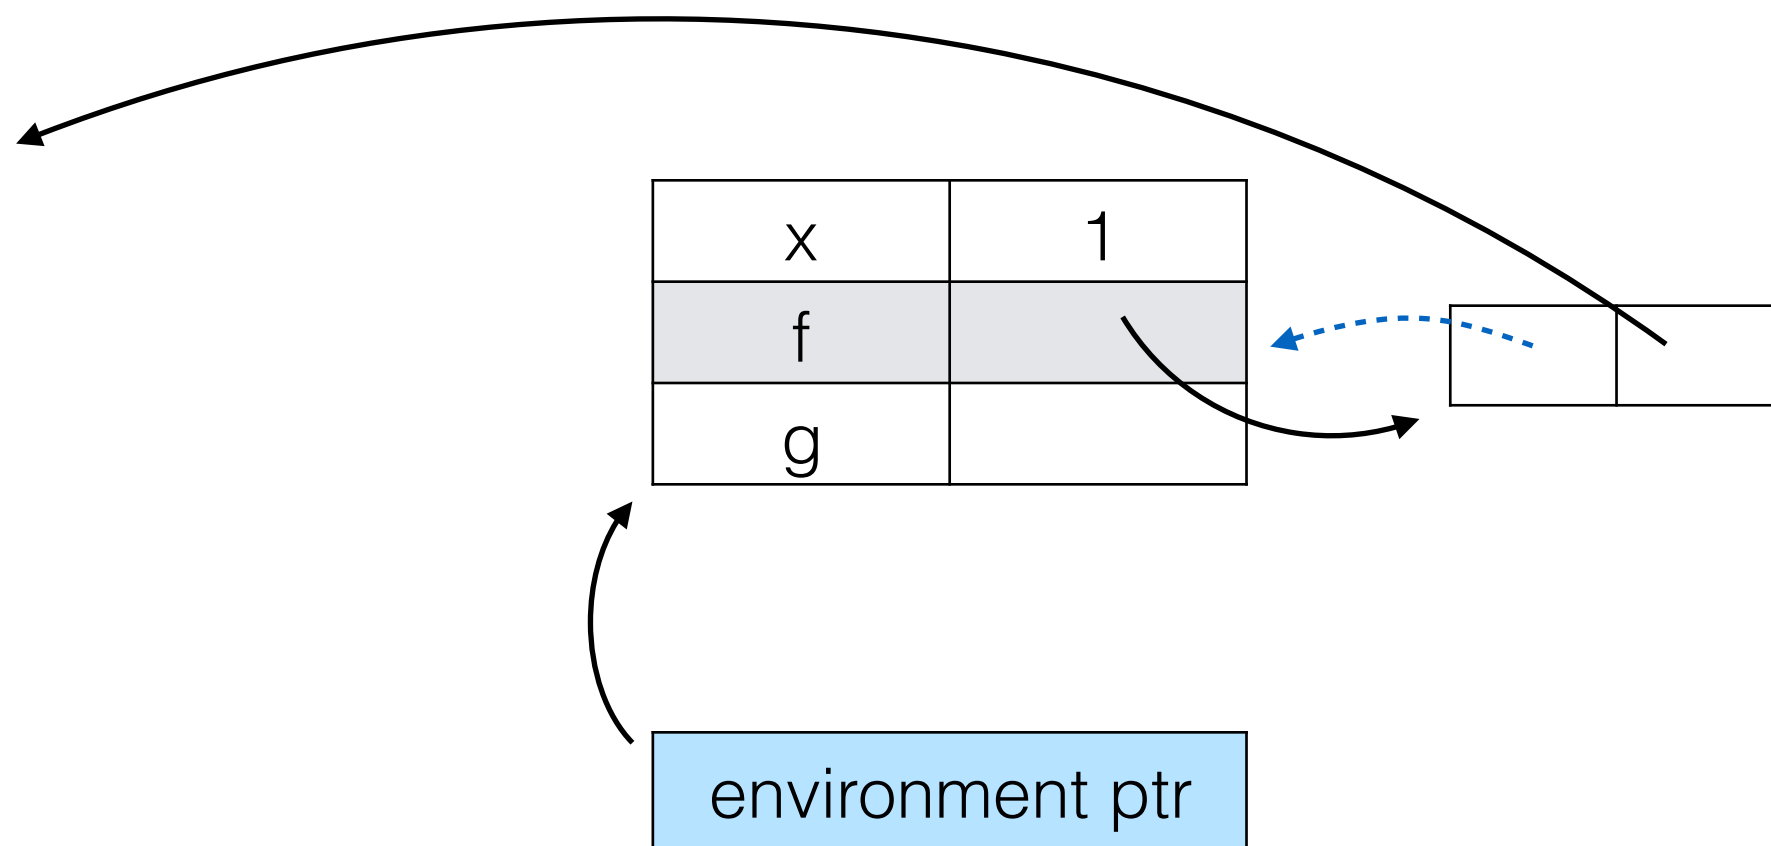 x 1
f
g
environment ptr